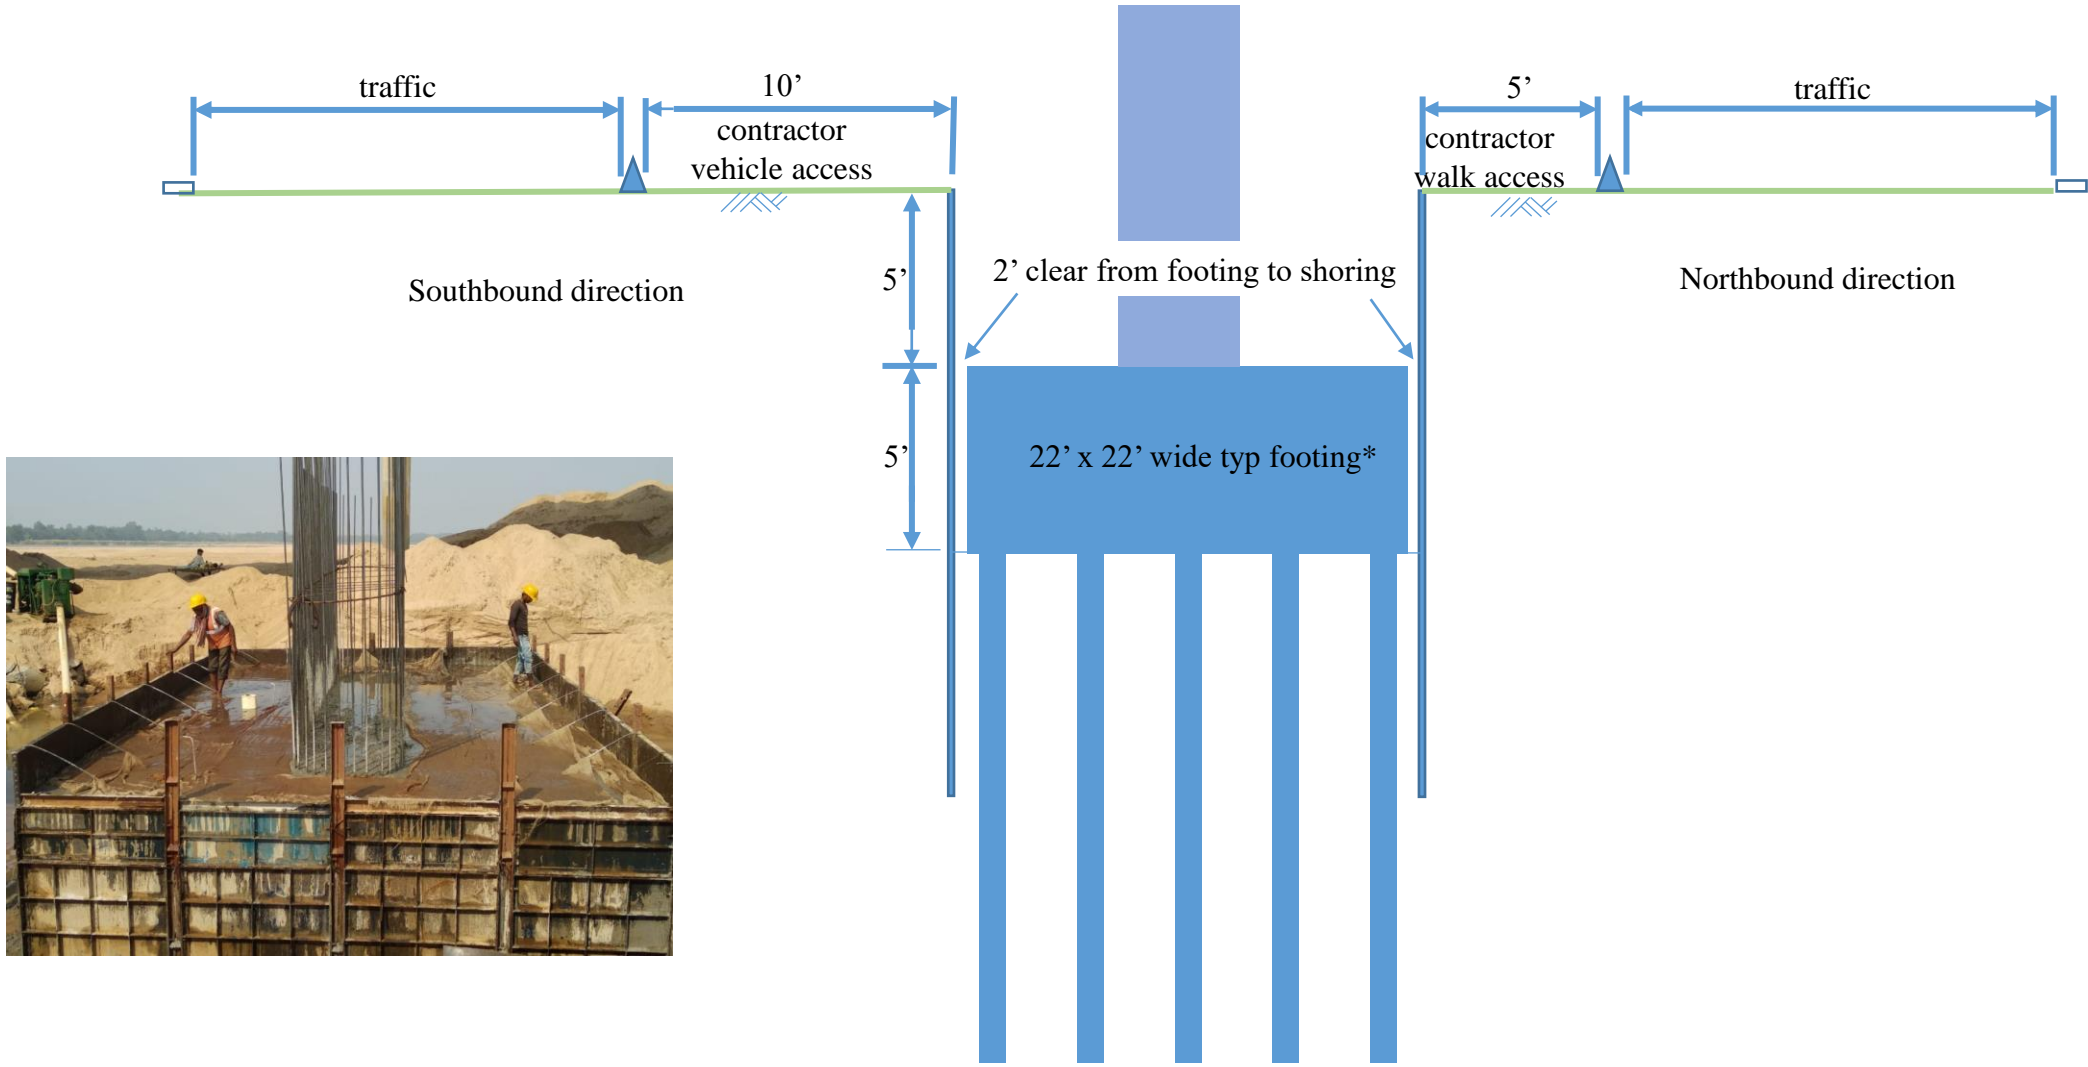 traffic
10’
contractor
vehicle access
5’
contractor
walk access
traffic
Southbound direction
5’
2’ clear from footing to shoring
Northbound direction
5’
22’ x 22’ wide typ footing*